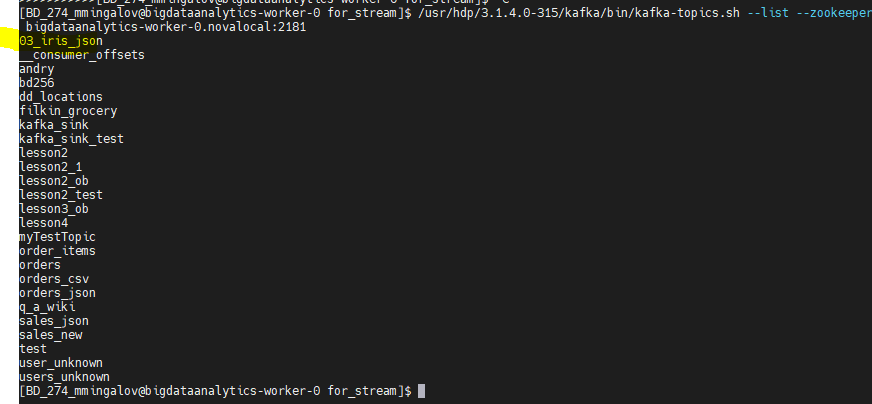 [BD_274_mmingalov@bigdataanalytics-worker-0 for_stream]$ /usr/hdp/3.1.4.0-315/kafka/bin/kafka-topics.sh --list --zookeeper
bigdataanalytics-worker-0.novalocal:2181
03_iris_json
__consumer_offsets
andry
bd256
dd_locations
filkin_grocery
kafka_sink
kafka_sink_test
lesson2
lesson2_1
lesson2_ob
lesson2_test
lesson3_ob
lesson4
myTestTopic
order_items
orders
orders_csv
orders_json
q_a_wiki
sales_json
sales_new
test
user_unknown
users_unknown
[BD_274_mmingalov@bigdataanalytics-worker-0 for_stream]$